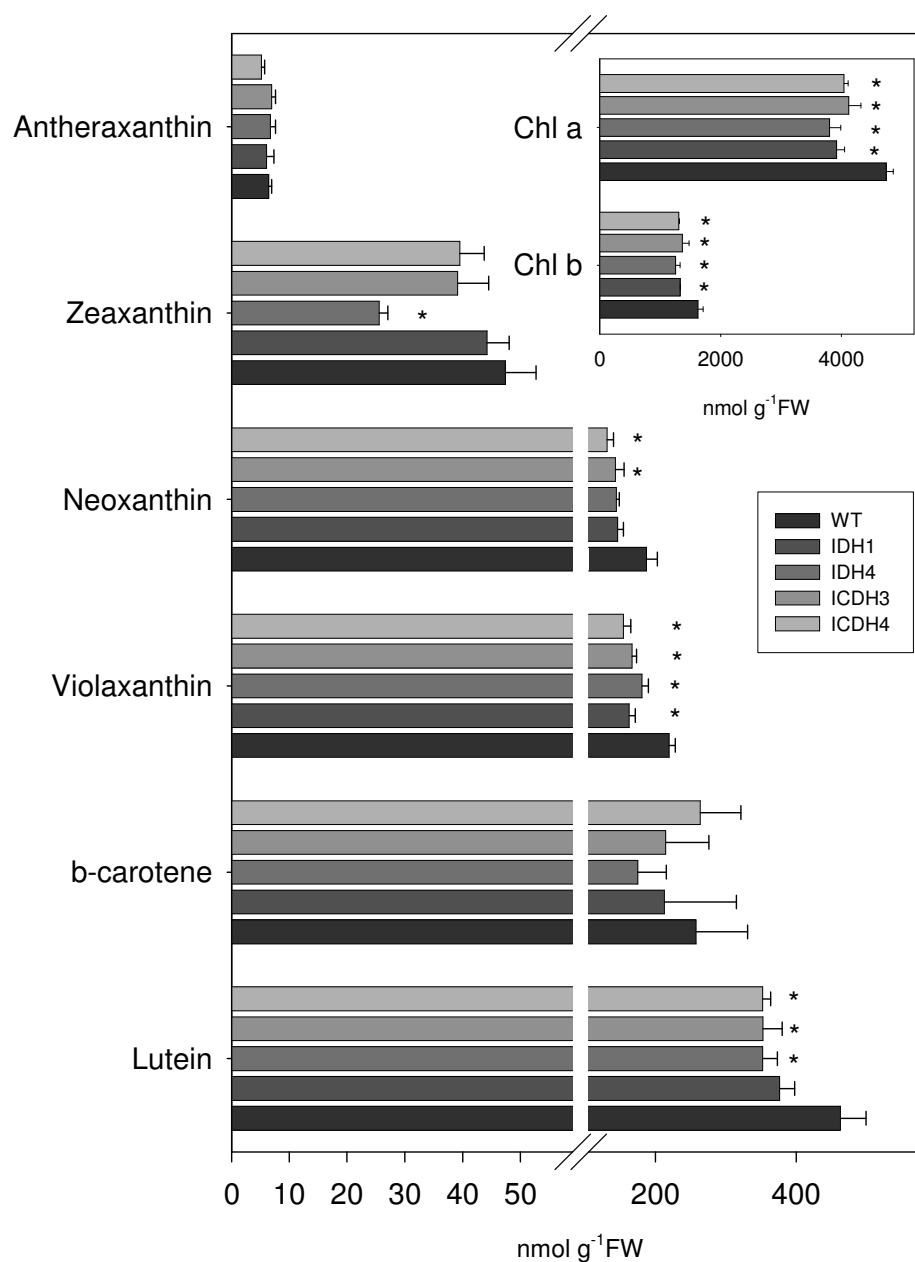 Antheraxanthin
Zeaxanthin
Neoxanthin
Violaxanthin
b-carotene
Lutein
0 10 20 30 40 50 200 400
nmol g⁻¹FW
Chl a
*
*
*
*
Chl b
*
*
*
*
0 2000 4000
nmol g⁻¹FW
*
*
*
*
*
*
*
*
*
*
WT
IDH1
IDH4
ICDH3
ICDH4